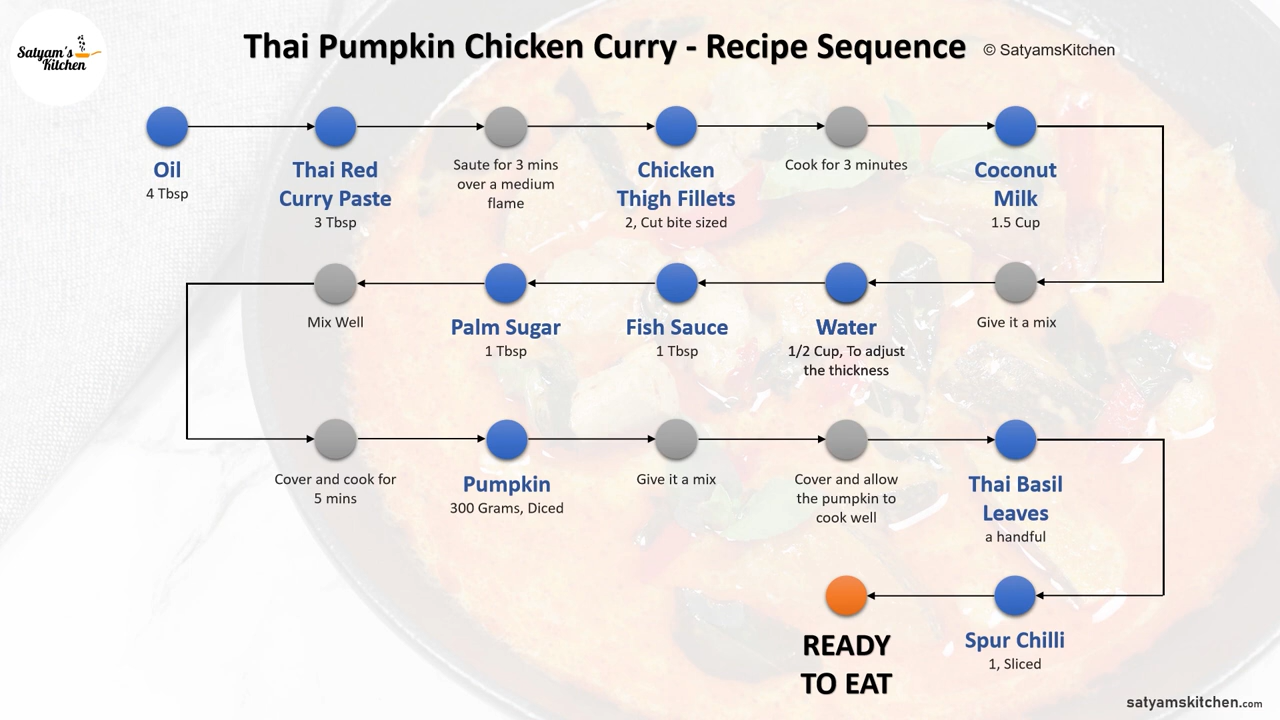 Satyam's
Kitchen
Thai Pumpkin Chicken Curry - Recipe Sequence
© SatyamsKitchen
Oil
4 Tbsp
Thai Red
Curry Paste
3 Tbsp
Saute for 3 mins
over a medium
flame
Chicken
Thigh Fillets
2, Cut bite sized
Cook for 3 minutes
Coconut
Milk
1.5 Cup
Give it a mix
Water
1/2 Cup, To adjust
the thickness
Fish Sauce
1 Tbsp
Palm Sugar
1 Tbsp
Mix Well
Cover and cook for
5 mins
Pumpkin
300 Grams, Diced
Give it a mix
Cover and allow
the pumpkin to
cook well
Thai Basil
Leaves
a handful
Spur Chilli
1, Sliced
READY
TO EAT
satyamskitchen.com